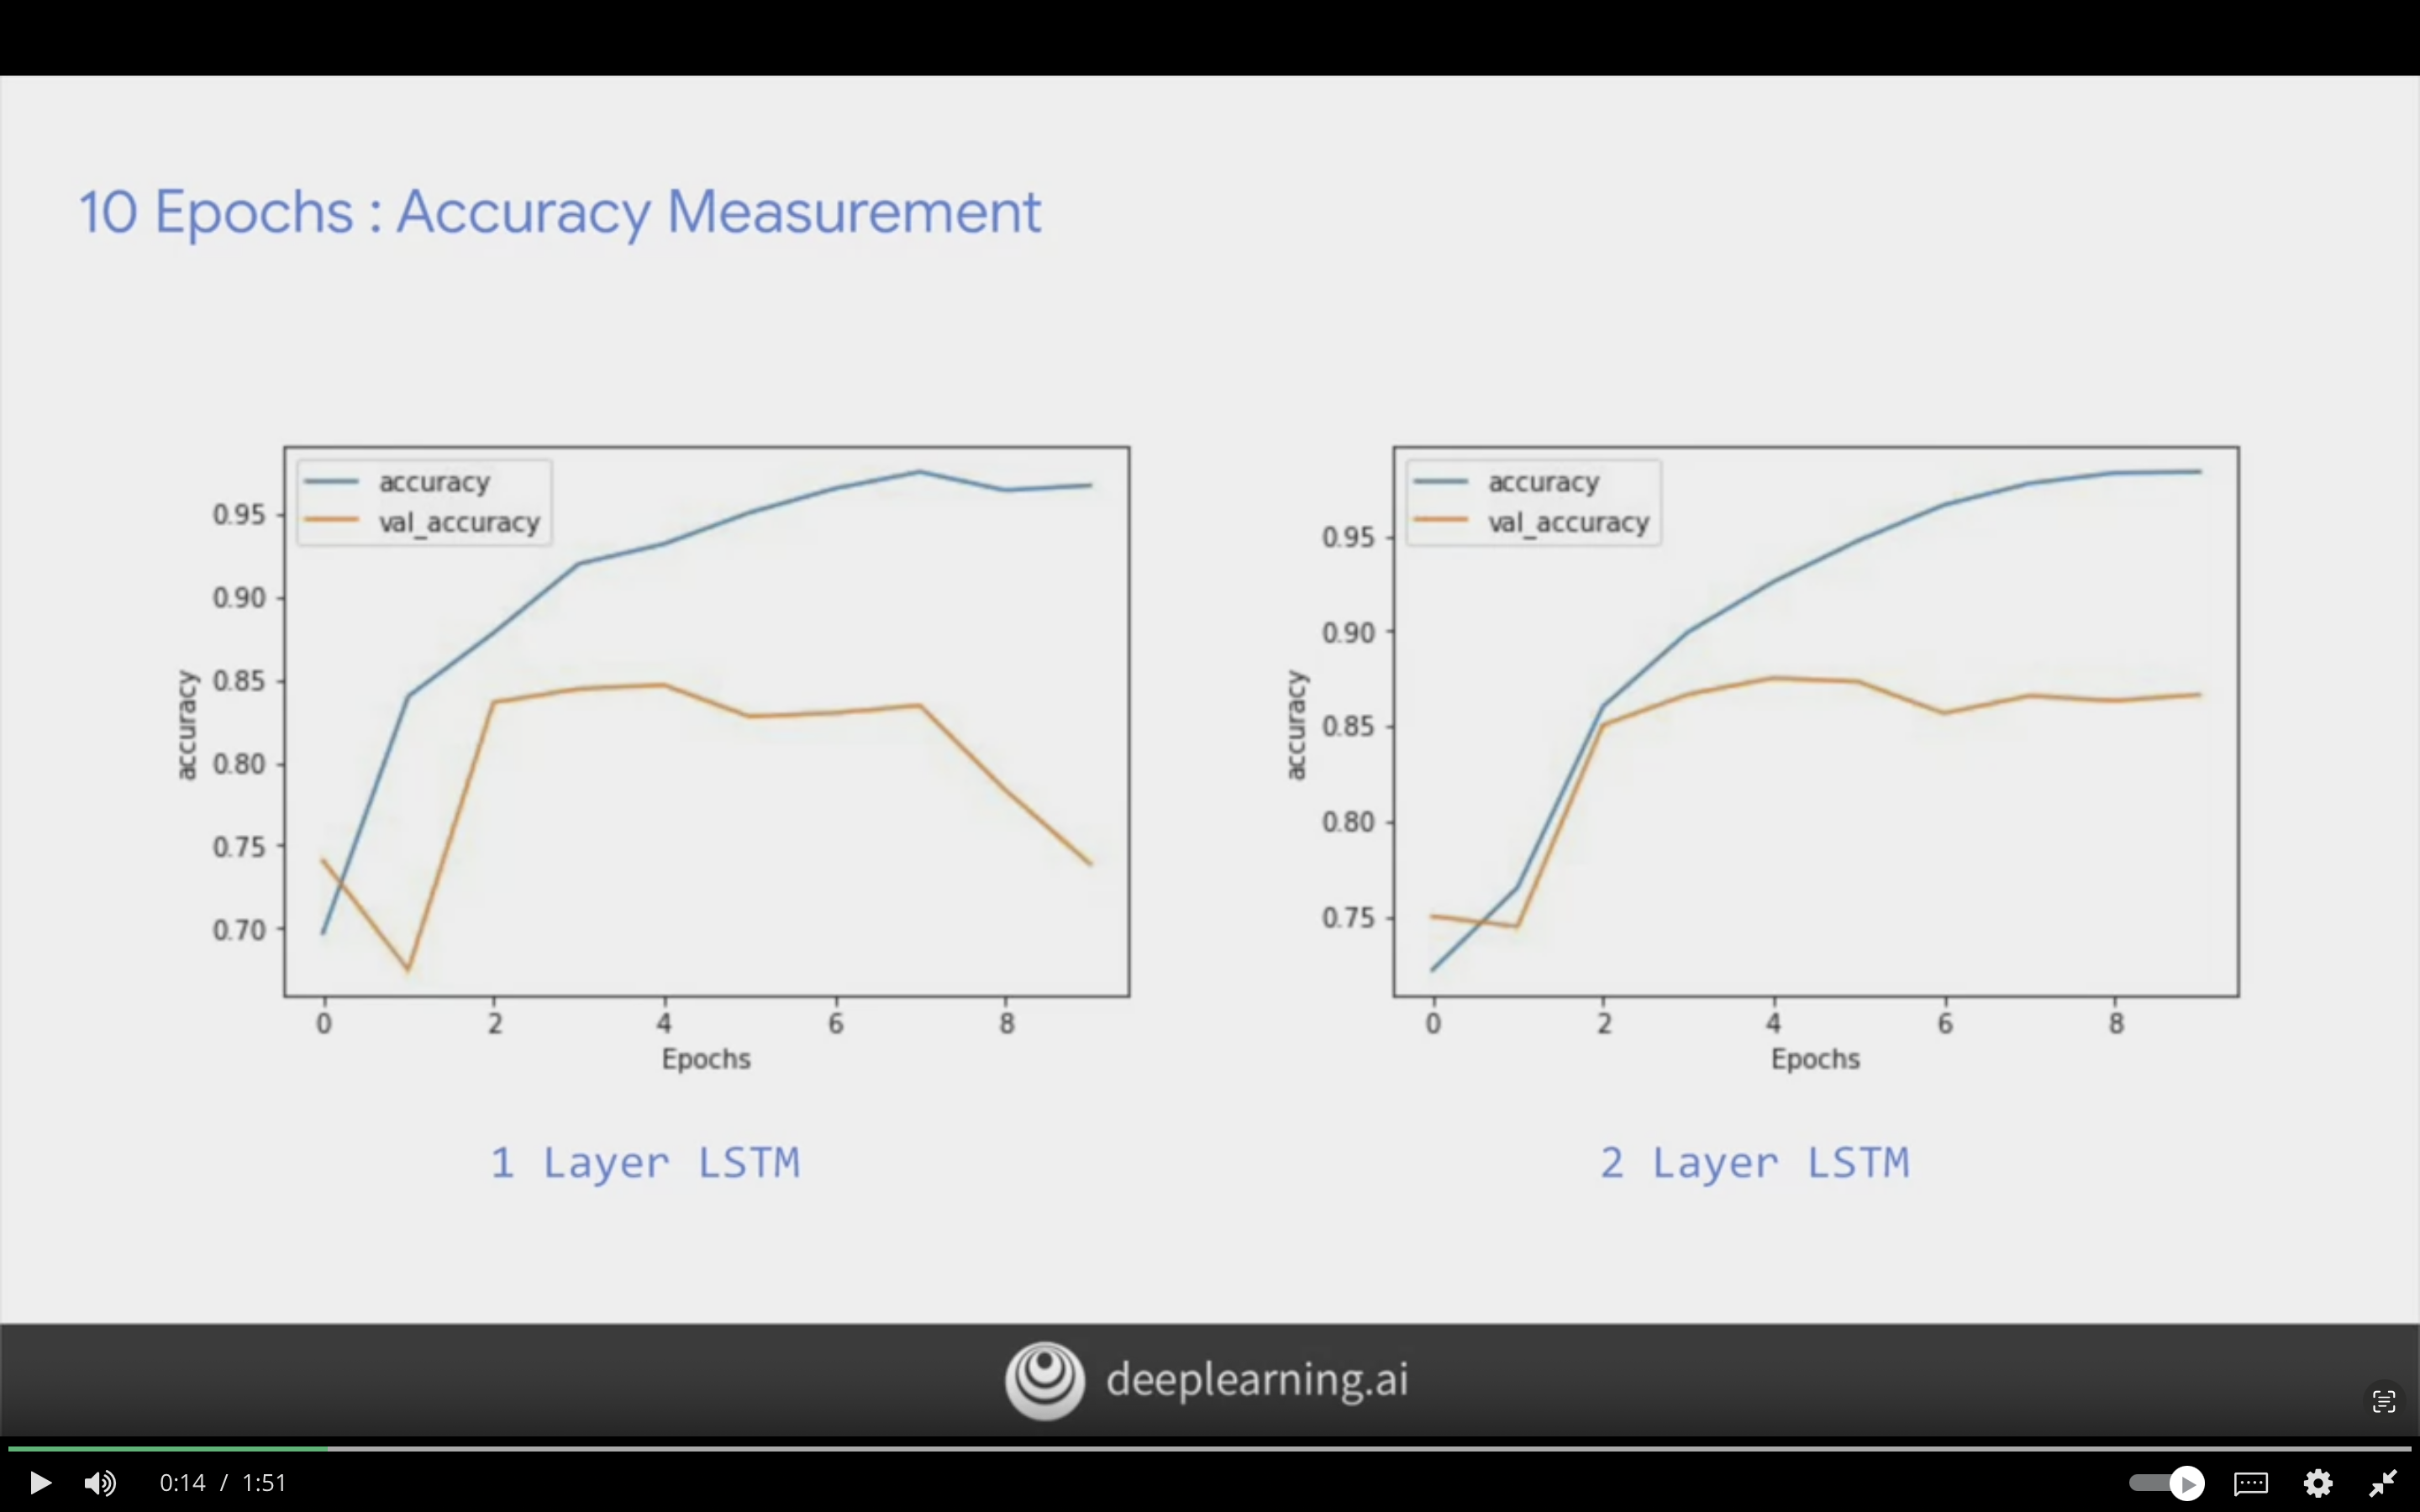 10 Epochs : Accuracy Measurement
accuracy
val_accuracy
0.95
0.90
0.85
0.80
0.75
0.70
accuracy
0 2 4 6 8
Epochs
1 Layer LSTM
accuracy
val_accuracy
0.95
0.90
0.85
0.80
0.75
accuracy
0 2 4 6 8
Epochs
2 Layer LSTM
deeplearning.ai
0:14 / 1:51